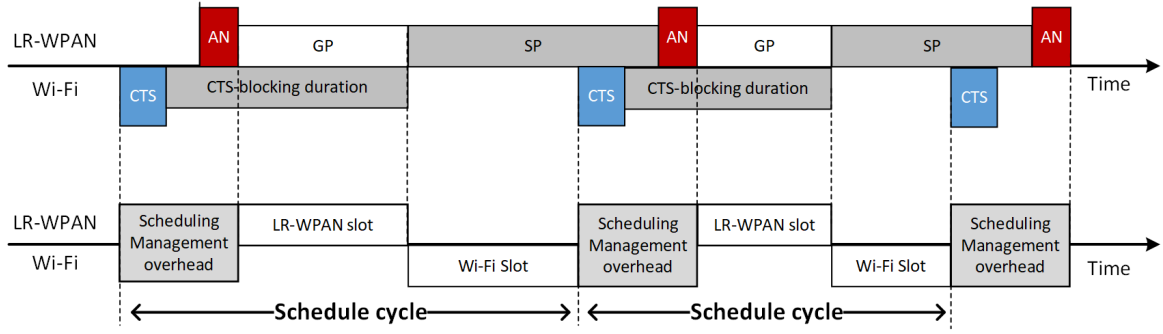 AN
AN
AN
LR-WPAN
GP
SP
GP
SP
Wi-Fi
CTS
CTS-blocking duration
CTS
CTS-blocking duration
CTS
Time
LR-WPAN
Scheduling
Management
overhead
LR-WPAN slot
Scheduling
Management
overhead
LR-WPAN slot
Scheduling
Management
overhead
Wi-Fi
Wi-Fi Slot
Wi-Fi Slot
Time
Schedule cycle
Schedule cycle